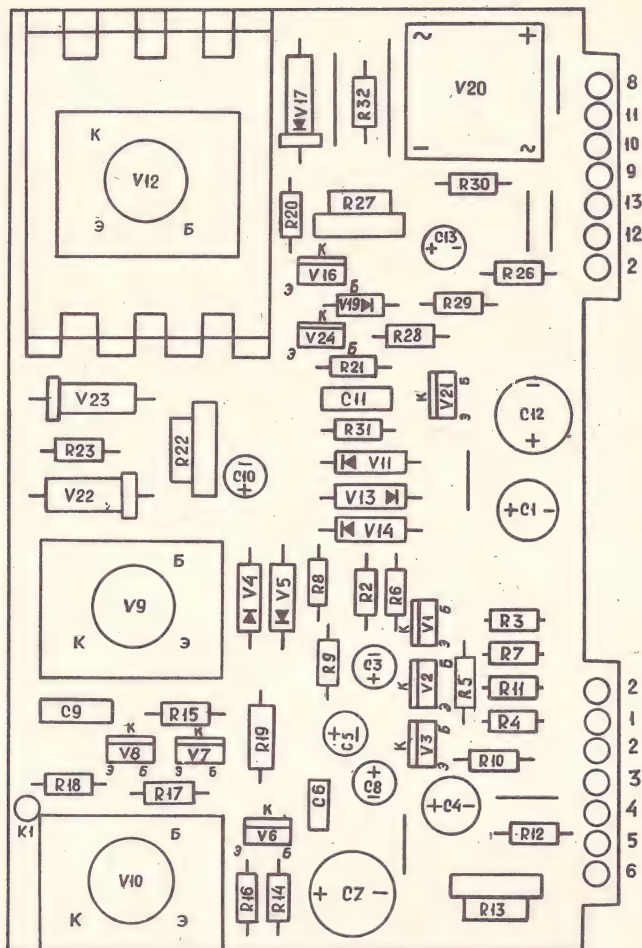 ~ +
V20
- ~
8
11
10
9
13
12
2
V17
R32
К
V12
Э Б
R20
R27
R30
+ C13 -
R26
К
Э V16 Б
V19
R29
К
V24
Э Б
R28
R21
К V21 Б Э
V23
C11
-
C12
+
R23
R22
C10 -
+
R31
V11
V22
V13
+ C1 -
V14
Б
V9
К Э
V4
V5
R8
R2
R6
К V1 Б Э
R3
R9
C3 -
+
К V2 Б Э
R5
R7
R11
C9
R15
К
V8
Э Б
К
V7
Э Б
R19
+ C5 -
К V3 Б Э
R4
R10
2
1
2
3
4
5
6
R18
R17
C6
+ C8 -
+ C4 -
К1
Б
V10
К Э
К
V6
Э Б
R12
R16
R14
+ C7 -
R13